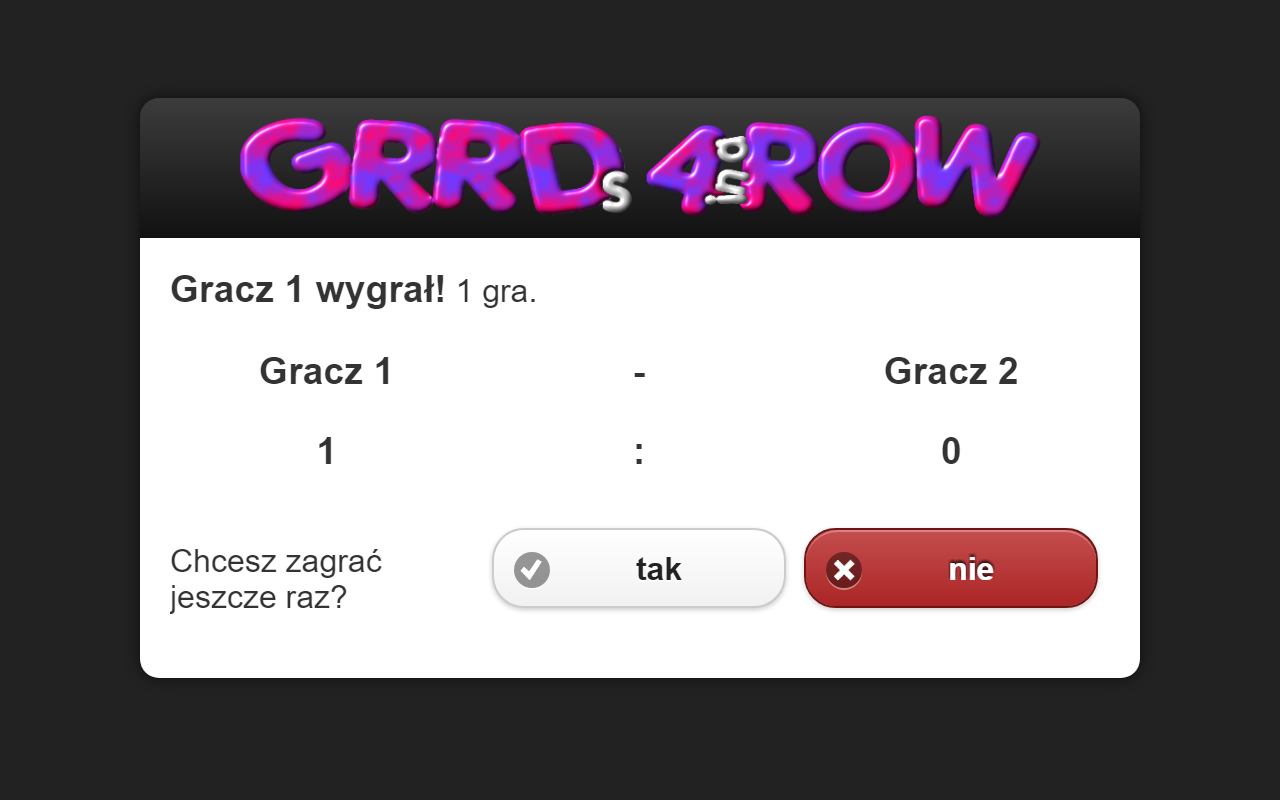 GRRDs 4 in a ROW
Gracz 1 wygrał! 1 gra.
Gracz 1 - Gracz 2
1 : 0
Chcesz zagrać
jeszcze raz?
tak
nie